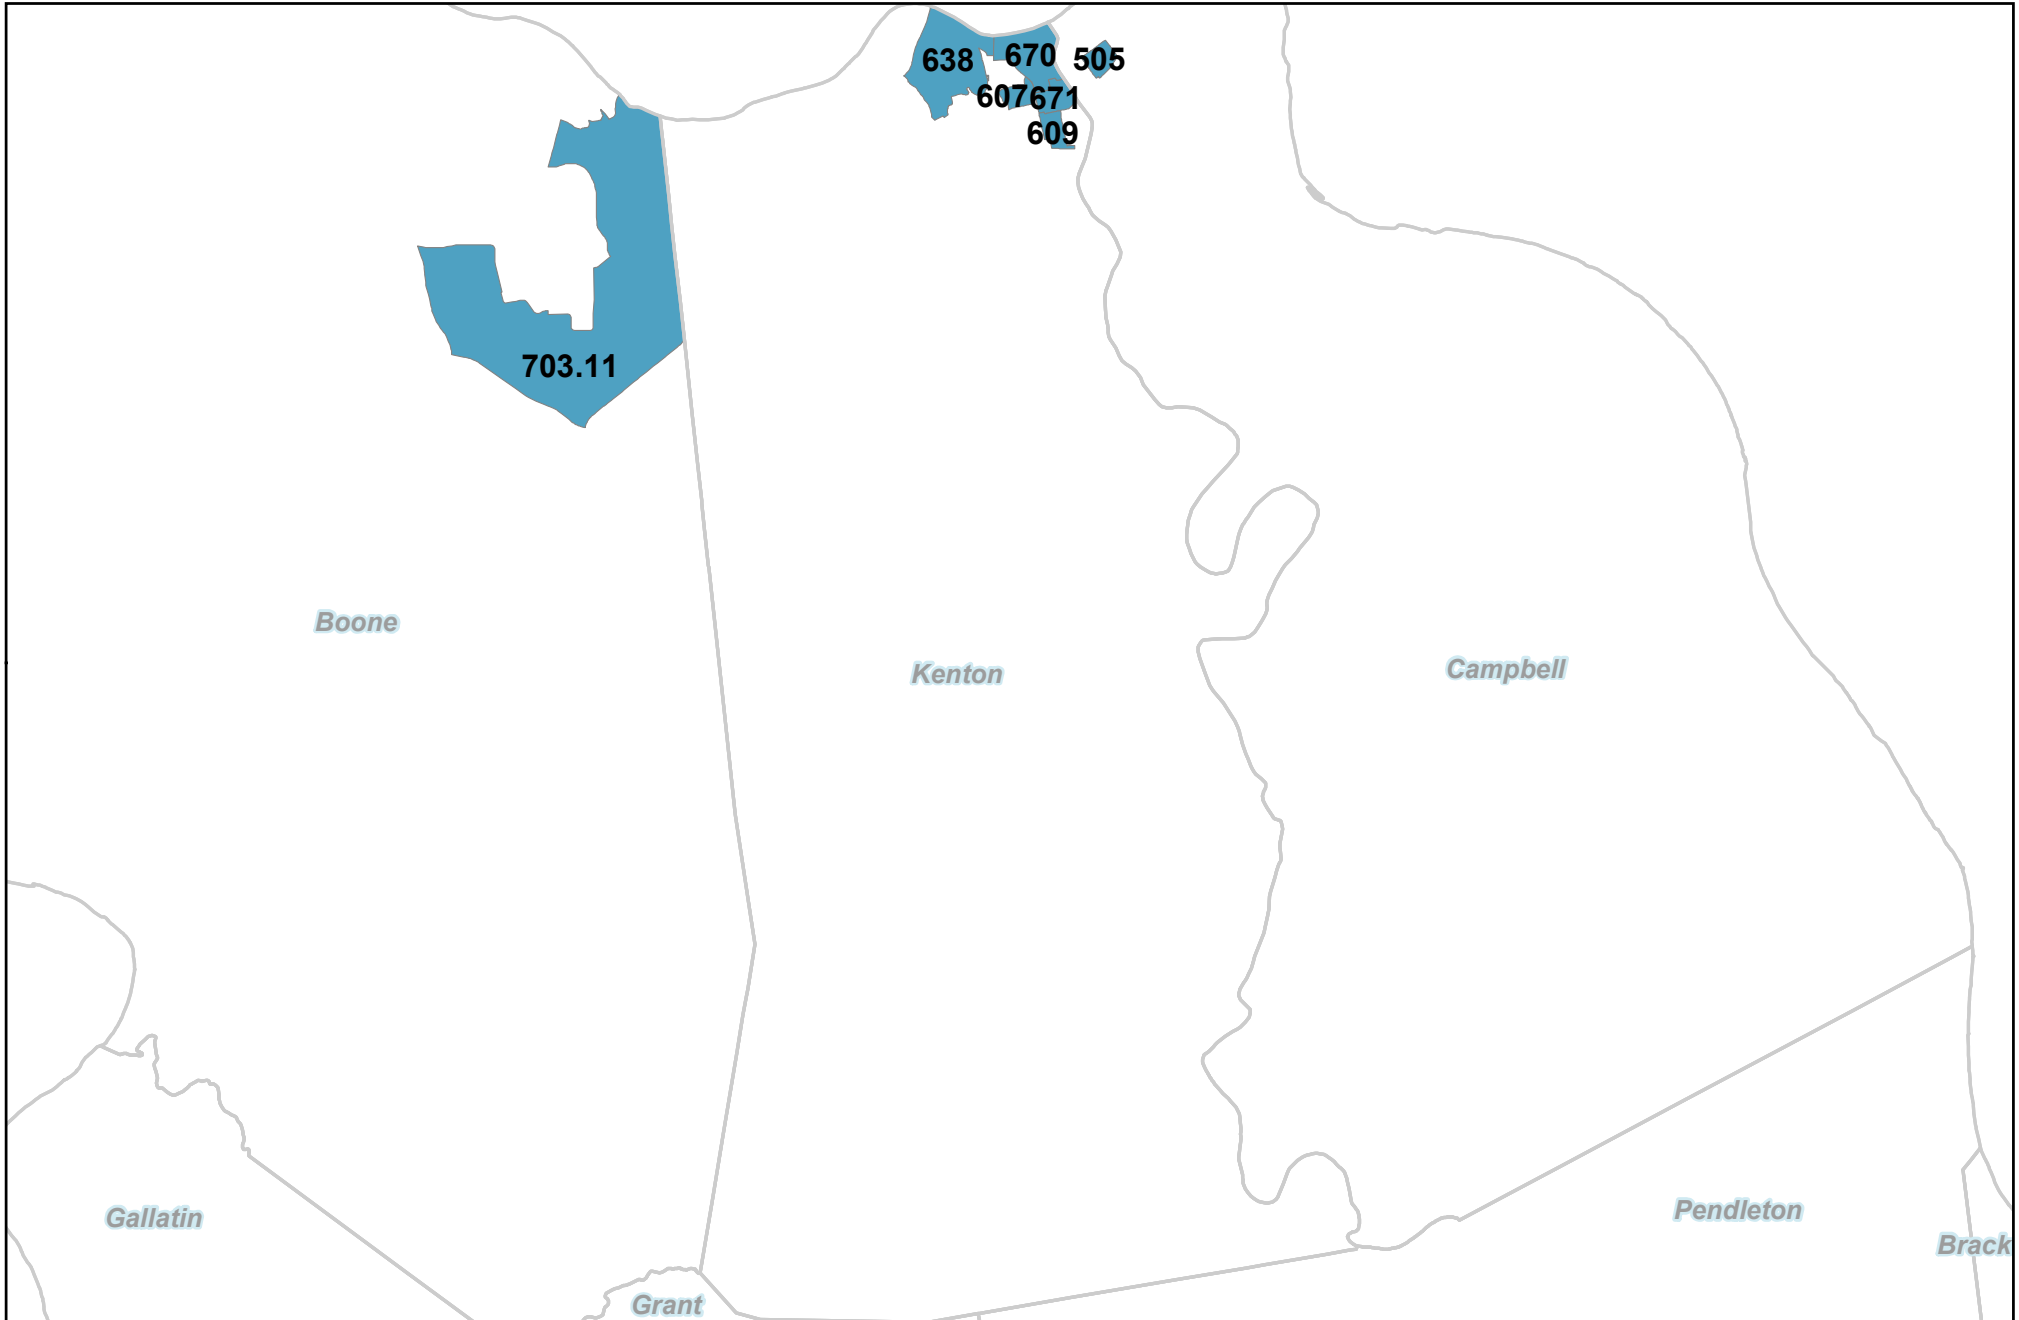 638
670
505
607
671
609
703.11
Boone
Kenton
Campbell
Gallatin
Pendleton
Brack
Grant